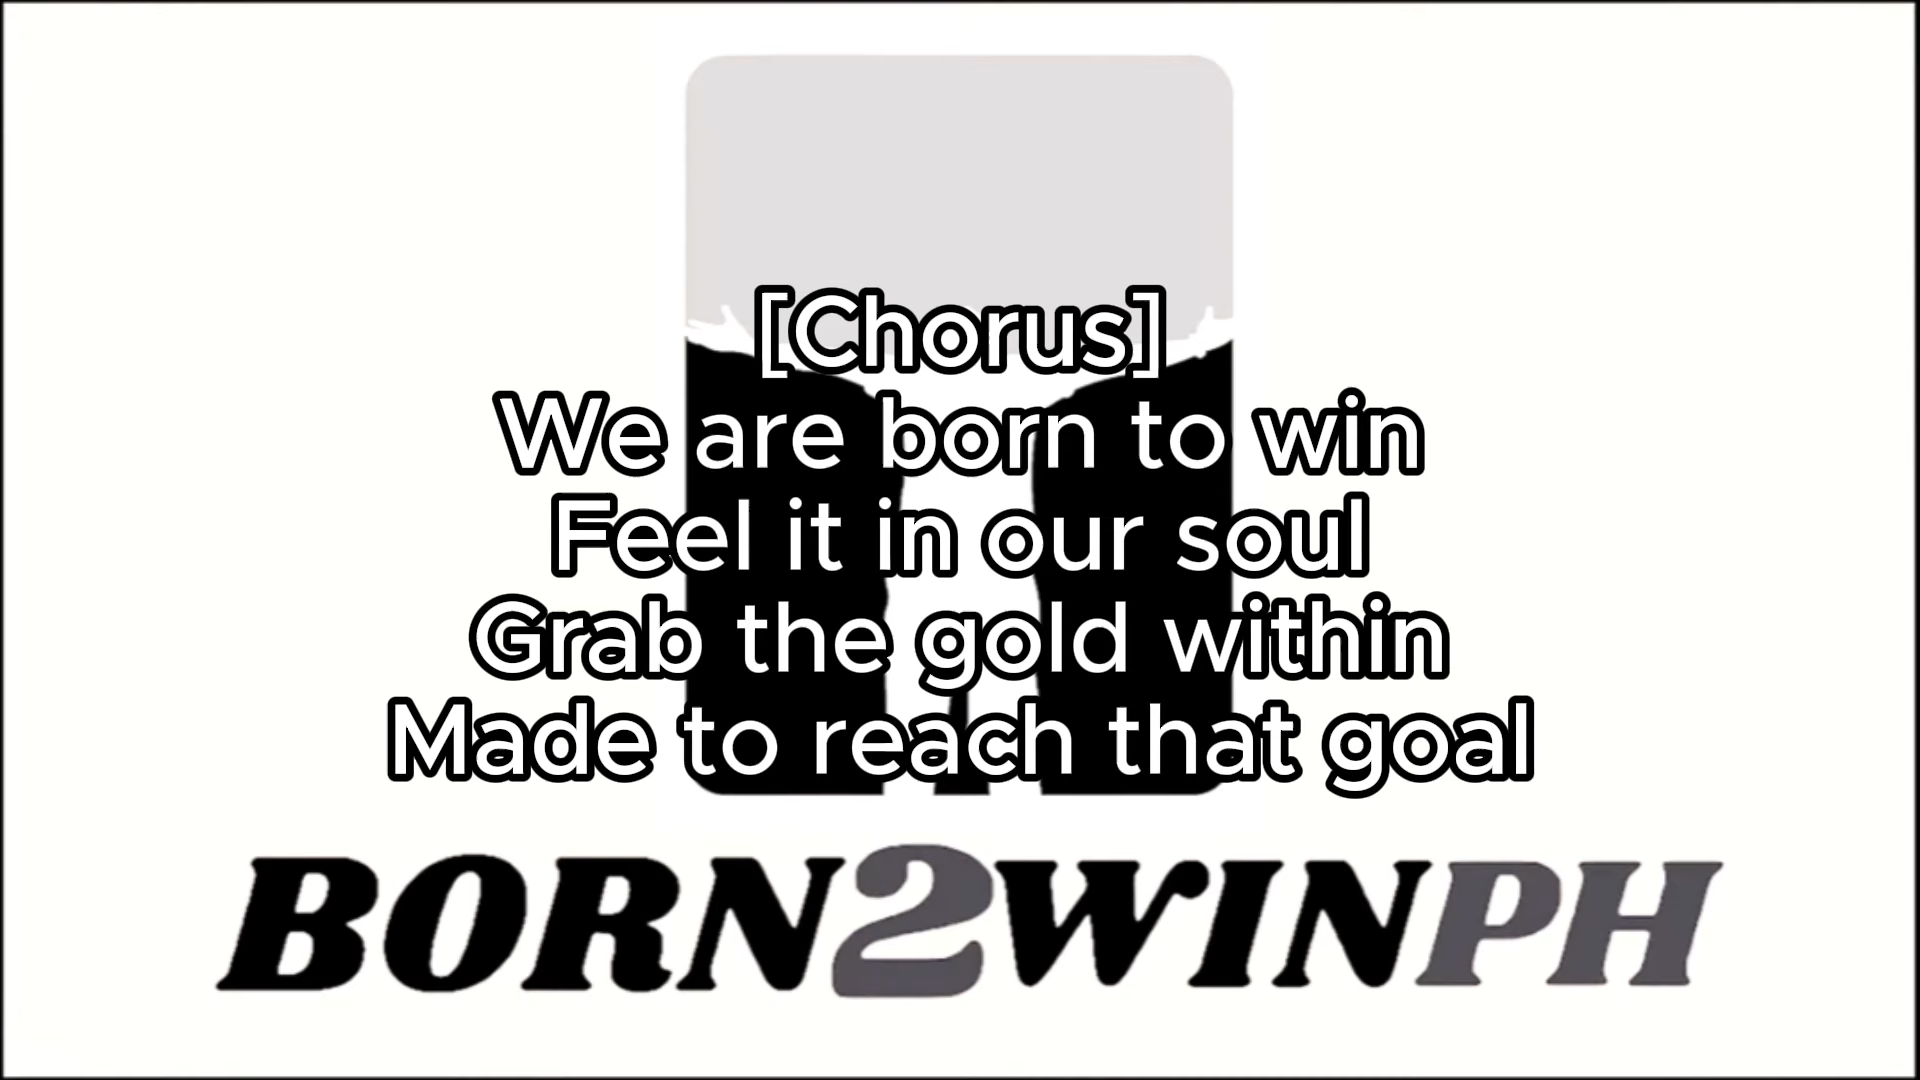 [Chorus]
We are born to win
Feel it in our soul
Grab the gold within
Made to reach that goal
BORN2WINPH